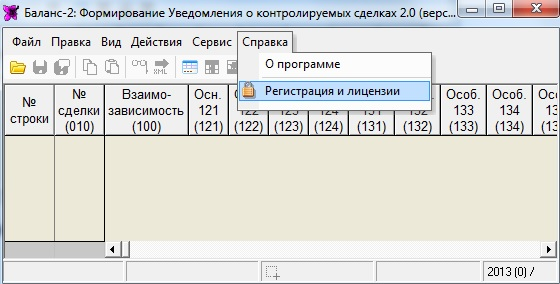 Баланс-2: Формирование Уведомления о контролируемых сделках 2.0 (верс...
Файл Правка Вид Действия Сервис Справка
XML
О программе
Регистрация и лицензии
№ строки
№ сделки (010)
Взаимо-зависимость (100)
Осн. 121 (121)
(122)
(123)
(124)
(131)
(132)
Особ. 133 (133)
Особ. 134 (134)
2013 (0) /